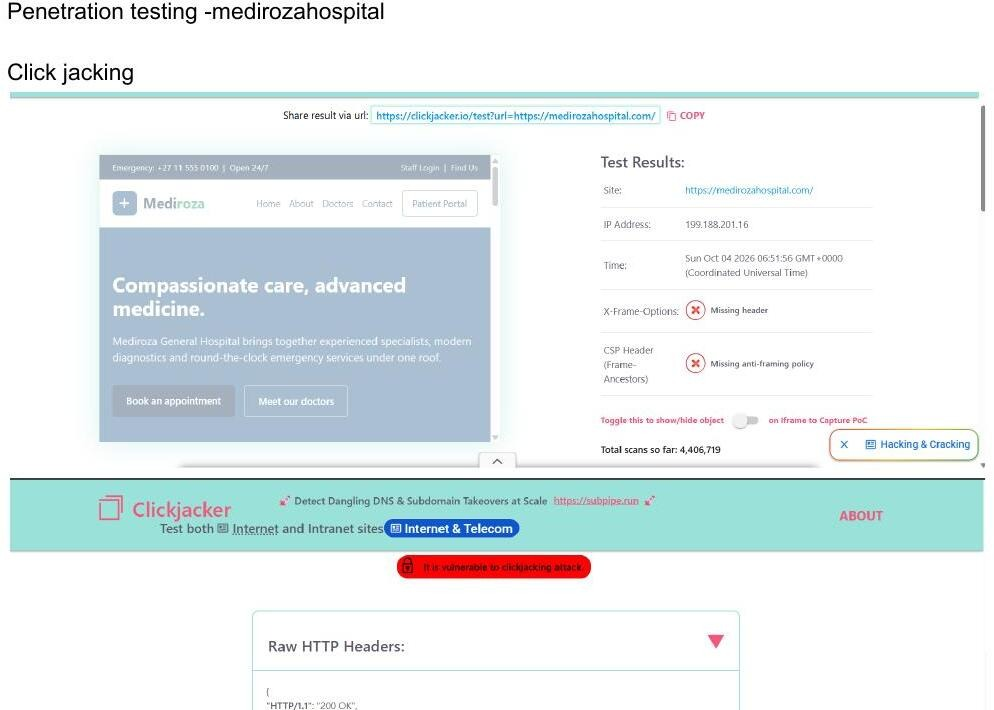 Penetration testing -medirozahospital
Click jacking
Share result via url: https://clickjacker.io/test?url=https://medirozahospital.com/ COPY
Emergency: +27 11 555 0100 | Open 24/7 Staff Login | Find Us
Mediroza Home About Doctors Contact Patient Portal
Compassionate care, advanced
medicine.
Mediroza General Hospital brings together experienced specialists, modern
diagnostics and round-the-clock emergency services under one roof.
Book an appointment Meet our doctors
Test Results:
Site: https://medirozahospital.com/
IP Address: 199.188.201.16
Time: Sun Oct 04 2026 06:51:56 GMT+0000
(Coordinated Universal Time)
X-Frame-Options: Missing header
CSP Header
(Frame-
Ancestors)
Missing anti-framing policy
Toggle this to show/hide object on Iframe to Capture PoC
Total scans so far: 4,406,719
Hacking & Cracking
Clickjacker
Detect Dangling DNS & Subdomain Takeovers at Scale https://subpipe.run
Test both Internet and Intranet sites Internet & Telecom
ABOUT
It is vulnerable to clickjacking attack.
Raw HTTP Headers:
{
"HTTP/1.1": "200 OK",